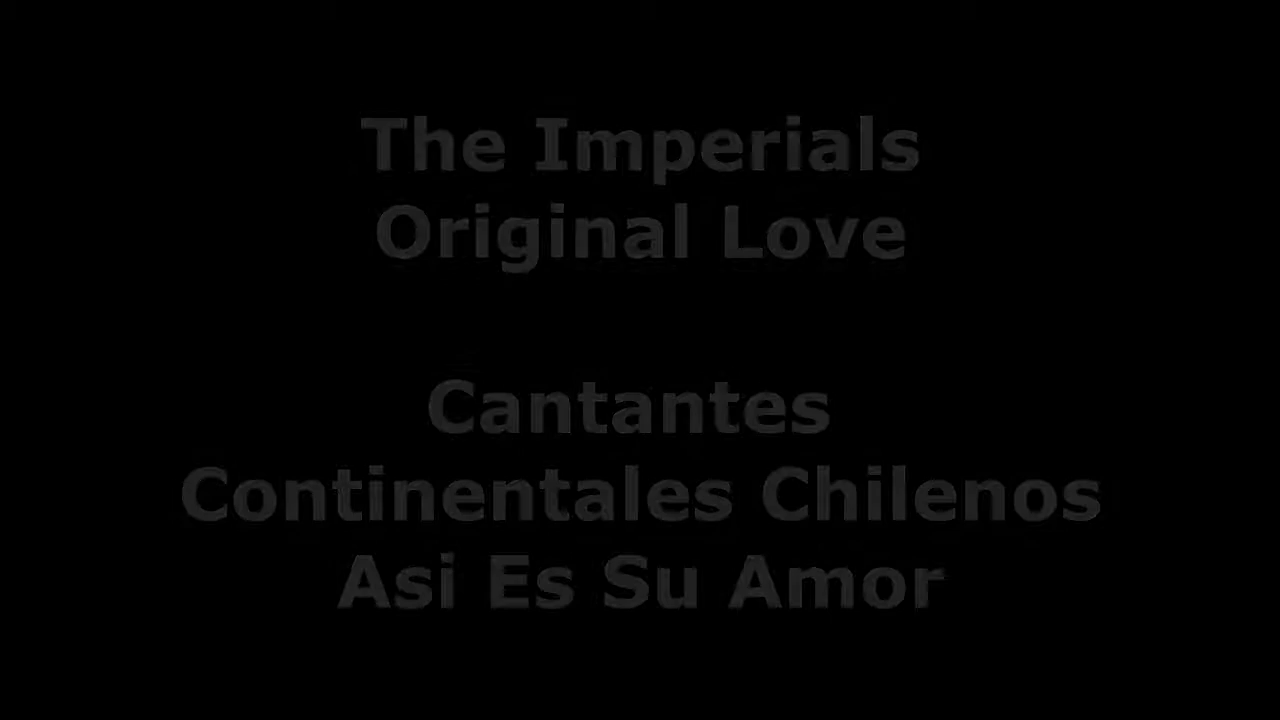 The Imperials
Original Love
Cantantes
Continentales Chilenos
Asi Es Su Amor